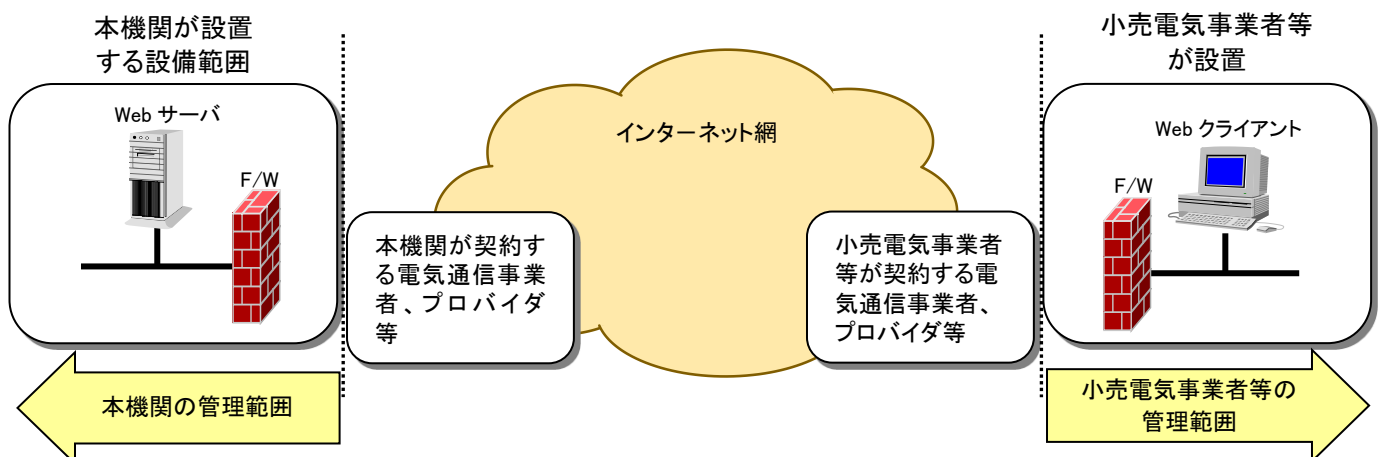 本機関が設置
する設備範囲
Web サーバ
F/W
本機関が契約す
る電気通信事業
者、プロバイダ
等
インターネット網
小売電気事業者
等が契約する電
気通信事業者、
プロバイダ等
小売電気事業者等
が設置
Web クライアント
F/W
本機関の管理範囲
小売電気事業者等の
管理範囲